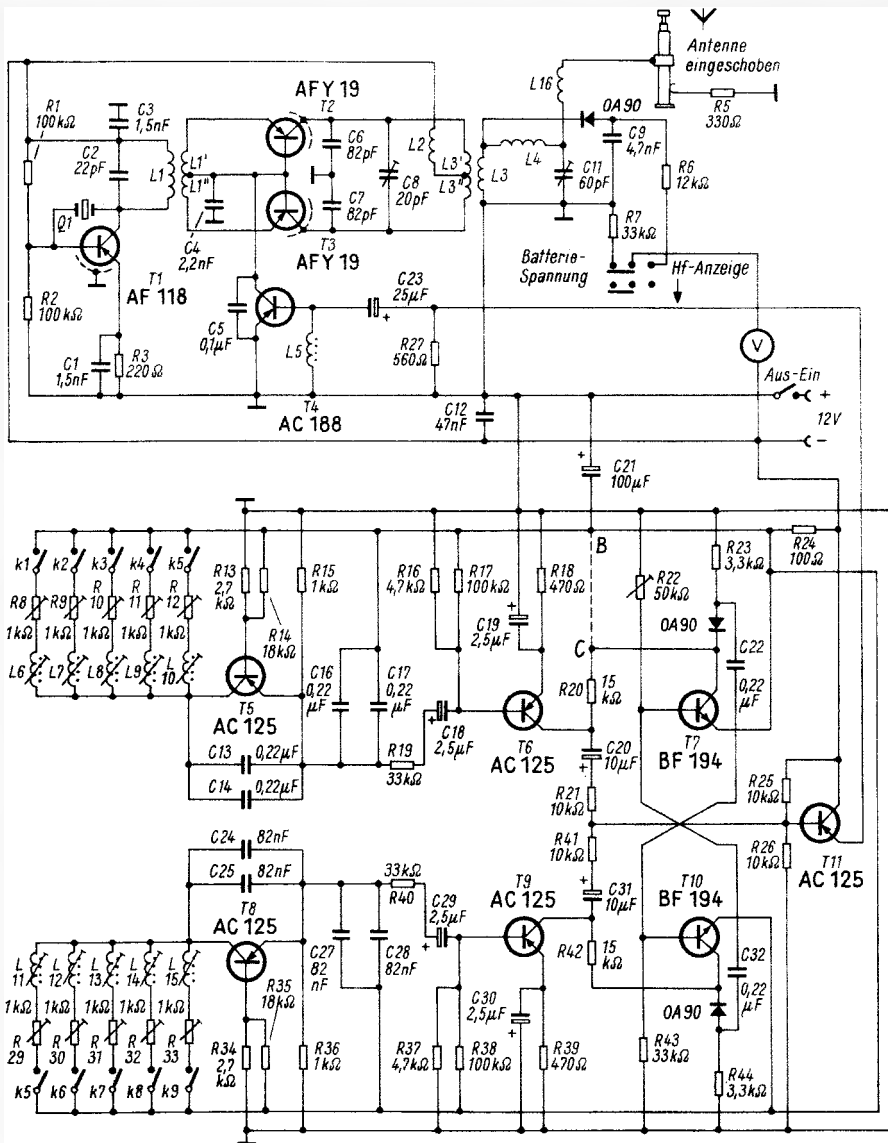 Antenne
eingeschoben
AFY 19
T2
L16
OA90
R5
330Ω
R1
100kΩ
C3
1,5nF
C2
22pF
L1
L1'
L1"
C6
82pF
C8
20pF
L2
L3'
L3"
L3
L4
C9
4,7nF
C11
60pF
R6
12kΩ
Q1
C4
2,2nF
C7
82pF
T3
AFY 19
R7
33kΩ
Batterie-
Spannung
Hf-Anzeige
T1
AF 118
R2
100kΩ
C23
25µF
+
C5
0,1µF
L5
R27
560Ω
V
C1
1,5nF
R3
220Ω
T4
AC 188
C12
47nF
Aus-Ein
+
12V
−
+
C21
100µF
B
R24
100Ω
k1
k2
k3
k4
k5
R13
2,7
kΩ
R15
1kΩ
R16
4,7kΩ
R17
100kΩ
R18
470Ω
R22
50kΩ
R23
3,3kΩ
R8
R9
R
10
R
11
R
12
1kΩ
1kΩ
1kΩ
1kΩ
1kΩ
R14
18kΩ
+
C19
2,5µF
OA90
C
C22
0,22
µF
L6
L7
L8
L9
L
10
C16
0,22
µF
C17
0,22
µF
R20
15
kΩ
T5
AC 125
+
C18
2,5µF
T6
AC 125
T7
BF 194
C13
0,22µF
C14
0,22µF
R19
33kΩ
+
C20
10µF
R21
10kΩ
R25
10kΩ
C24
82nF
C25
82nF
R41
10kΩ
R26
10kΩ
T11
AC 125
33kΩ
R40
T8
AC 125
C29
2,5µF
+
T9
AC 125
+
C31
10µF
T10
BF 194
L
11
L
12
L
13
L
14
L
15
C27
82
nF
C28
82nF
R42
15
kΩ
C32
0,22
µF
1kΩ
1kΩ
1kΩ
1kΩ
1kΩ
R35
18kΩ
C30
2,5µF
+
OA90
R
29
R
30
R
31
R
32
R
33
R34
2,7
kΩ
R36
1kΩ
R37
4,7kΩ
R38
100kΩ
R39
470Ω
R43
33kΩ
R44
3,3kΩ
k5
k6
k7
k8
k9